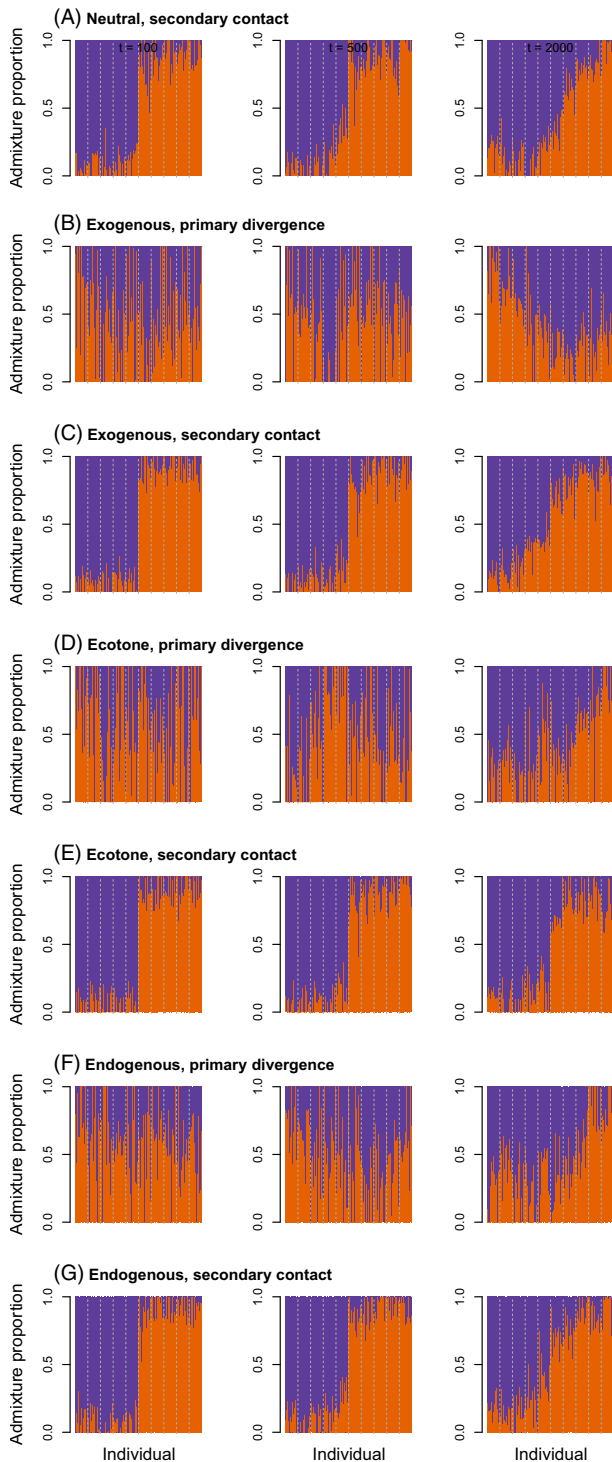 (A) Neutral, secondary contact
t = 100
t = 500
t = 2000
Admixture proportion
0.0 0.5 1.0
0.0 0.5 1.0
0.0 0.5 1.0
(B) Exogenous, primary divergence
Admixture proportion
0.0 0.5 1.0
0.0 0.5 1.0
0.0 0.5 1.0
(C) Exogenous, secondary contact
Admixture proportion
0.0 0.5 1.0
0.0 0.5 1.0
0.0 0.5 1.0
(D) Ecotone, primary divergence
Admixture proportion
0.0 0.5 1.0
0.0 0.5 1.0
0.0 0.5 1.0
(E) Ecotone, secondary contact
Admixture proportion
0.0 0.5 1.0
0.0 0.5 1.0
0.0 0.5 1.0
(F) Endogenous, primary divergence
Admixture proportion
0.0 0.5 1.0
0.0 0.5 1.0
0.0 0.5 1.0
(G) Endogenous, secondary contact
Admixture proportion
0.0 0.5 1.0
0.0 0.5 1.0
0.0 0.5 1.0
Individual
Individual
Individual